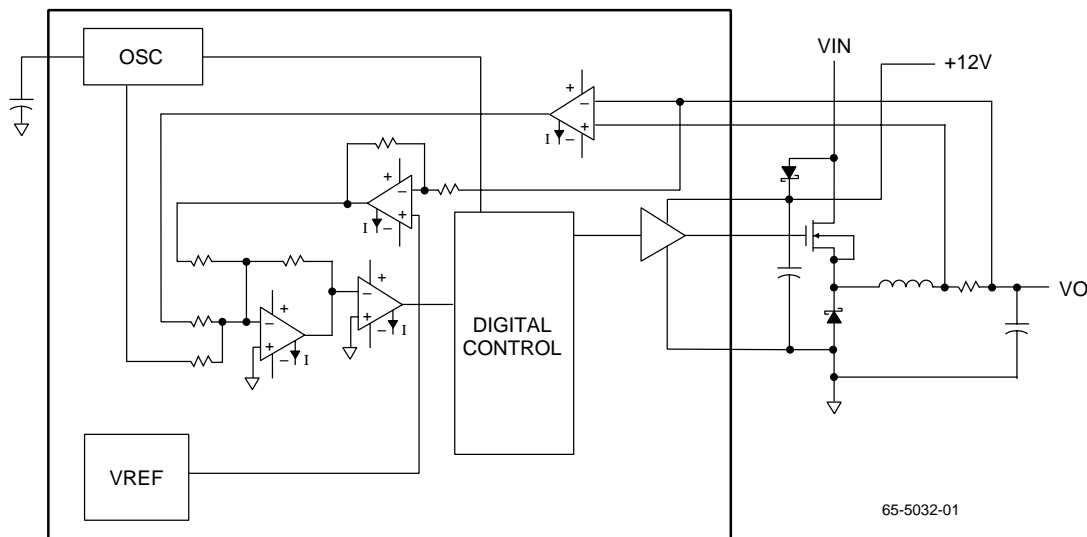 OSC
VIN
+12V
+
−
+
I
−
+
−
+
I
−
VO
+
−
+
I
−
+
−
+
I
−
DIGITAL
CONTROL
VREF
65-5032-01